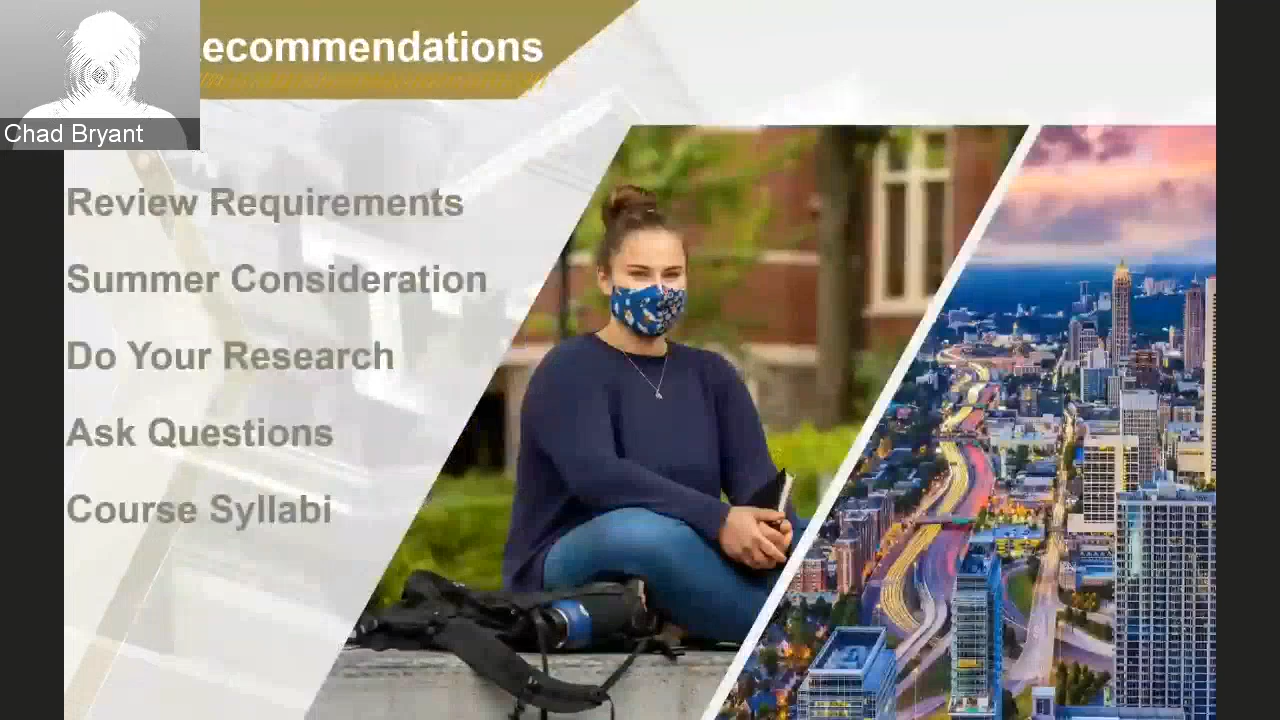 ecommendations
Chad Bryant
Review Requirements
Summer Consideration
Do Your Research
Ask Questions
Course Syllabi